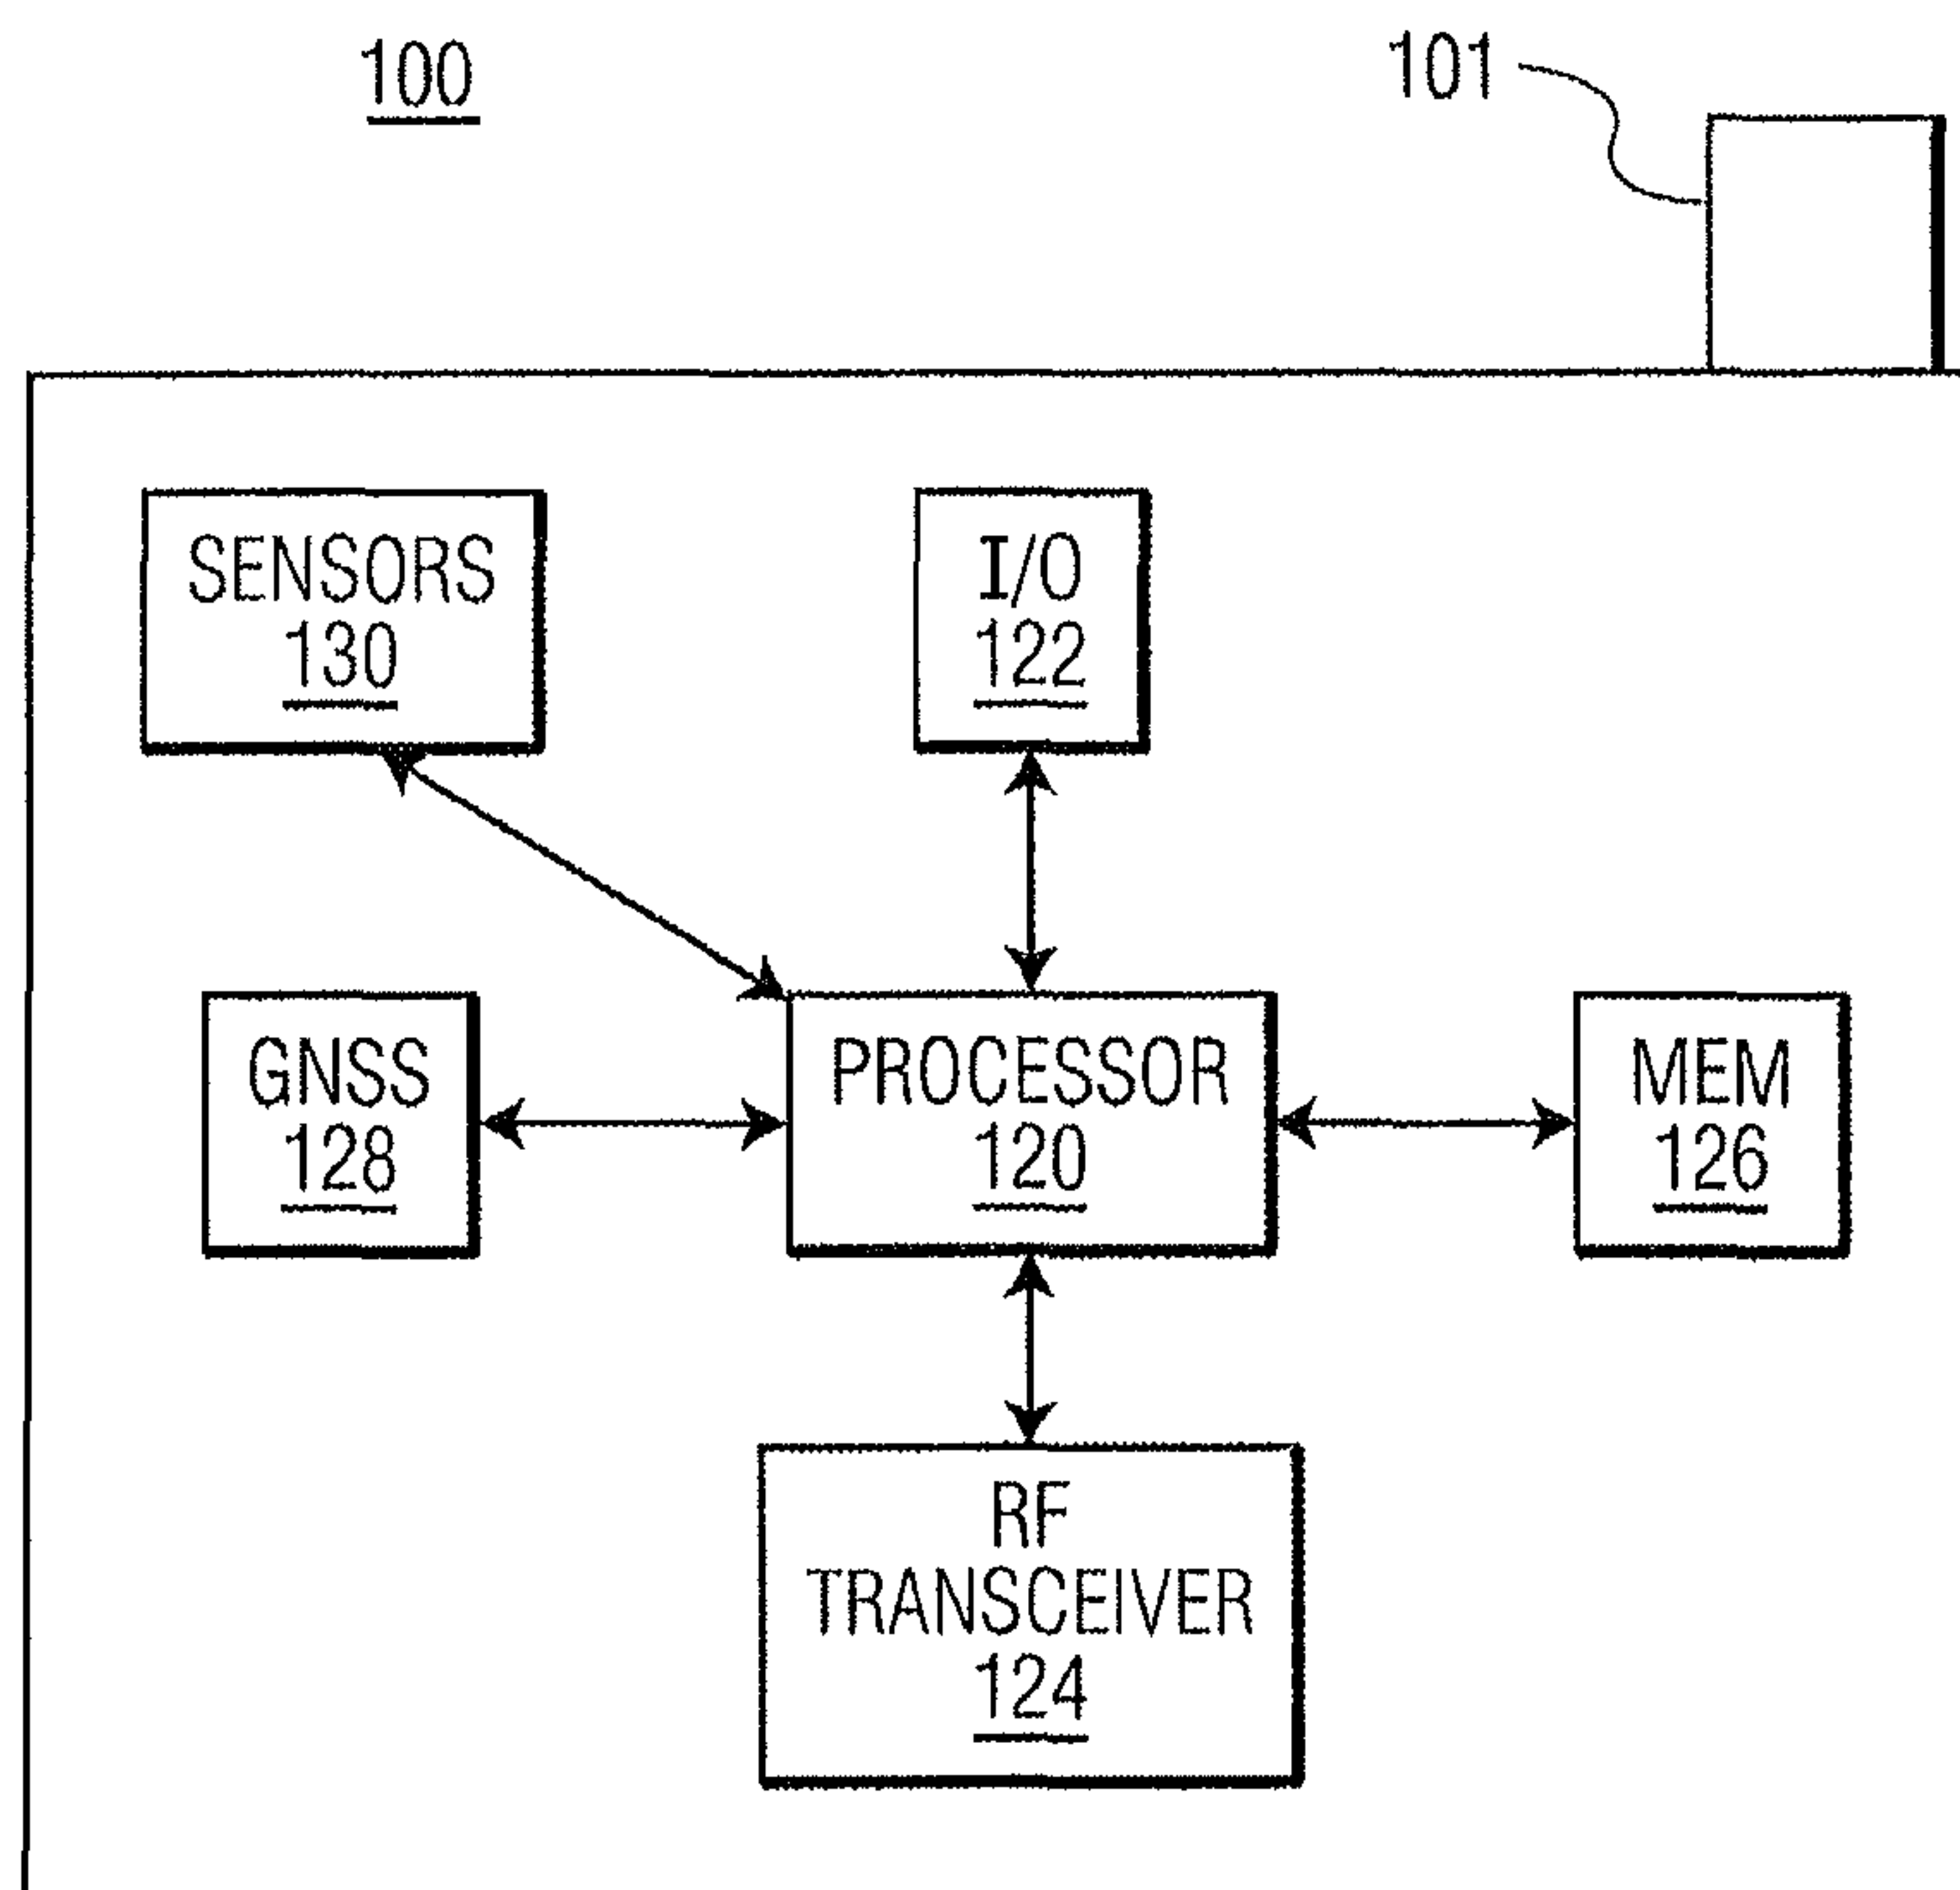 100
101
SENSORS
130
I/O
122
GNSS
128
PROCESSOR
120
MEM
126
RF
TRANSCEIVER
124